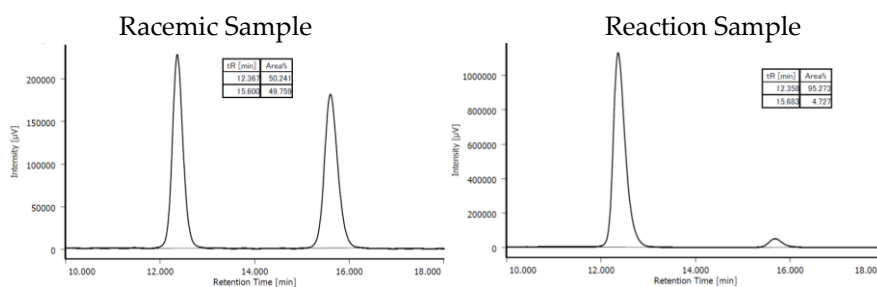 Racemic Sample
Reaction Sample
tR [min] Area%
12.367 50.241
15.600 49.759
200000
150000
100000
50000
0
Intensity [µV]
10.000 12.000 14.000 16.000 18.000
Retention Time [min]
tR [min] Area%
12.358 95.273
15.683 4.727
1000000
800000
600000
400000
200000
0
Intensity [µV]
10.000 12.000 14.000 16.000 18.000
Retention Time [min]